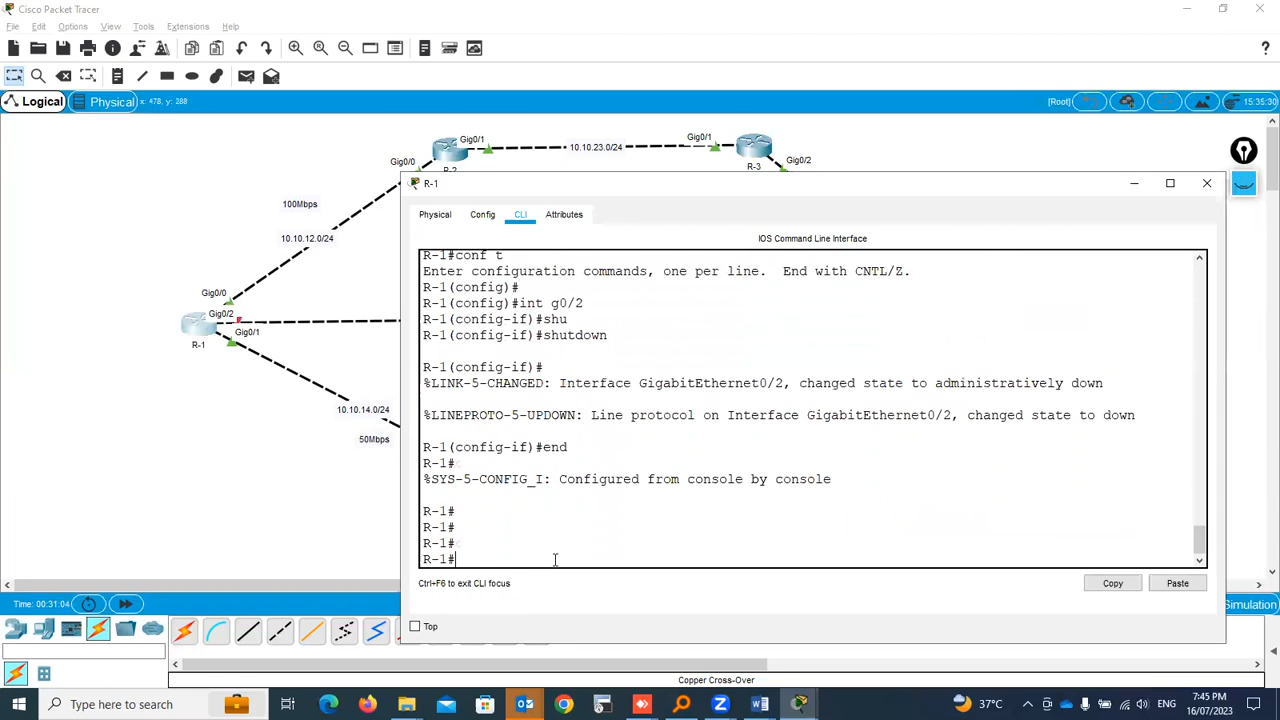 Cisco Packet Tracer
File Edit Options View Tools Extensions Help
Logical Physical x: 478, y: 288 [Root] 15:35:30
Gig0/1 10.10.23.0/24 Gig0/1
Gig0/0 R-3 Gig0/2
R-2
100Mbps
10.10.12.0/24
Gig0/0
Gig0/2
Gig0/1
R-1
10.10.14.0/24
50Mbps
R-1
Physical Config CLI Attributes
IOS Command Line Interface
R-1#conf t
Enter configuration commands, one per line. End with CNTL/Z.
R-1(config)#
R-1(config)#int g0/2
R-1(config-if)#shu
R-1(config-if)#shutdown
R-1(config-if)#
%LINK-5-CHANGED: Interface GigabitEthernet0/2, changed state to administratively down
%LINEPROTO-5-UPDOWN: Line protocol on Interface GigabitEthernet0/2, changed state to down
R-1(config-if)#end
R-1#
%SYS-5-CONFIG_I: Configured from console by console
R-1#
R-1#
R-1#
R-1#
Ctrl+F6 to exit CLI focus
Copy Paste
Top
Time: 00:31:04 Simulation
Copper Cross-Over
Type here to search
37°C
7:45 PM
16/07/2023